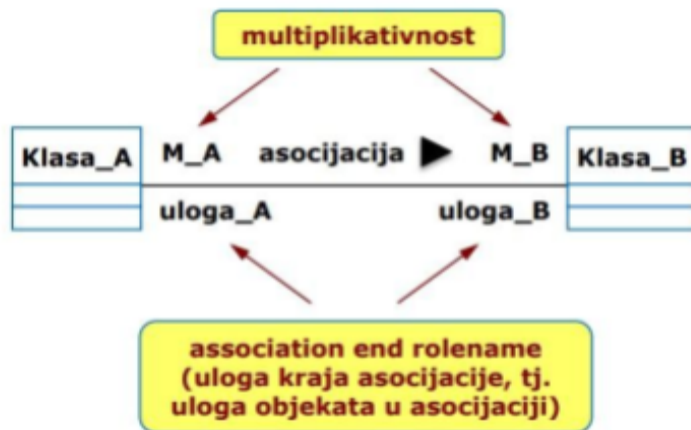 multiplikativnost
Klasa_A M_A asocijacija ▶ M_B Klasa_B
uloga_A uloga_B
association end rolename
(uloga kraja asocijacije, tj.
uloga objekata u asocijaciji)